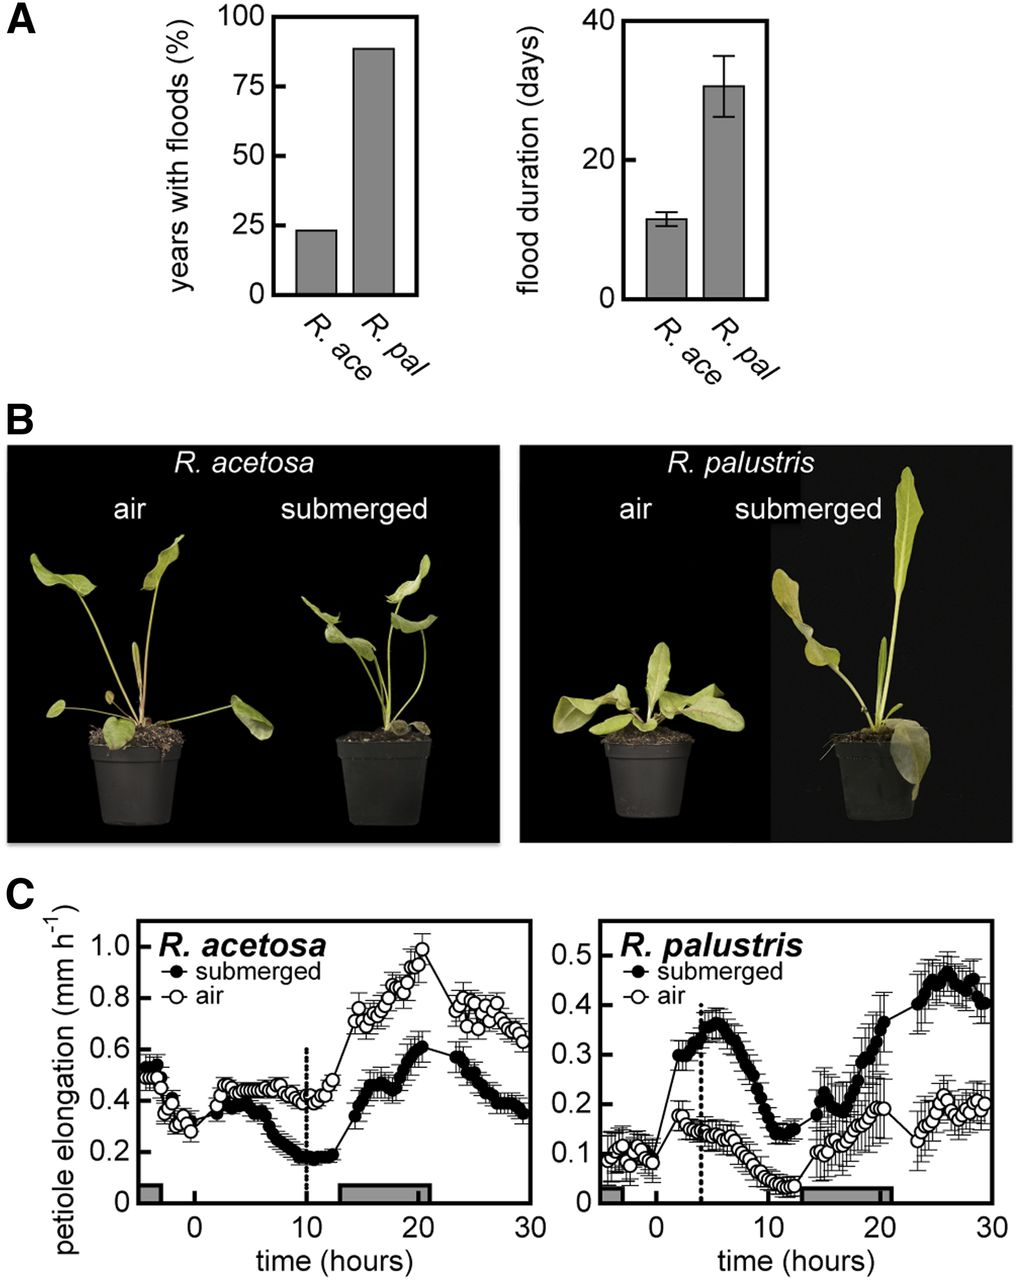 A
years with floods (%)
100
75
50
25
0
R. ace
R. pal
flood duration (days)
40
20
0
R. ace
R. pal
B
R. acetosa
air
submerged
R. palustris
air
submerged
C
petiole elongation (mm h-1)
1.0
0.8
0.6
0.4
0.2
0
R. acetosa
submerged
air
0
10
20
30
time (hours)
0.5
0.4
0.3
0.2
0.1
0
R. palustris
submerged
air
0
10
20
30
time (hours)